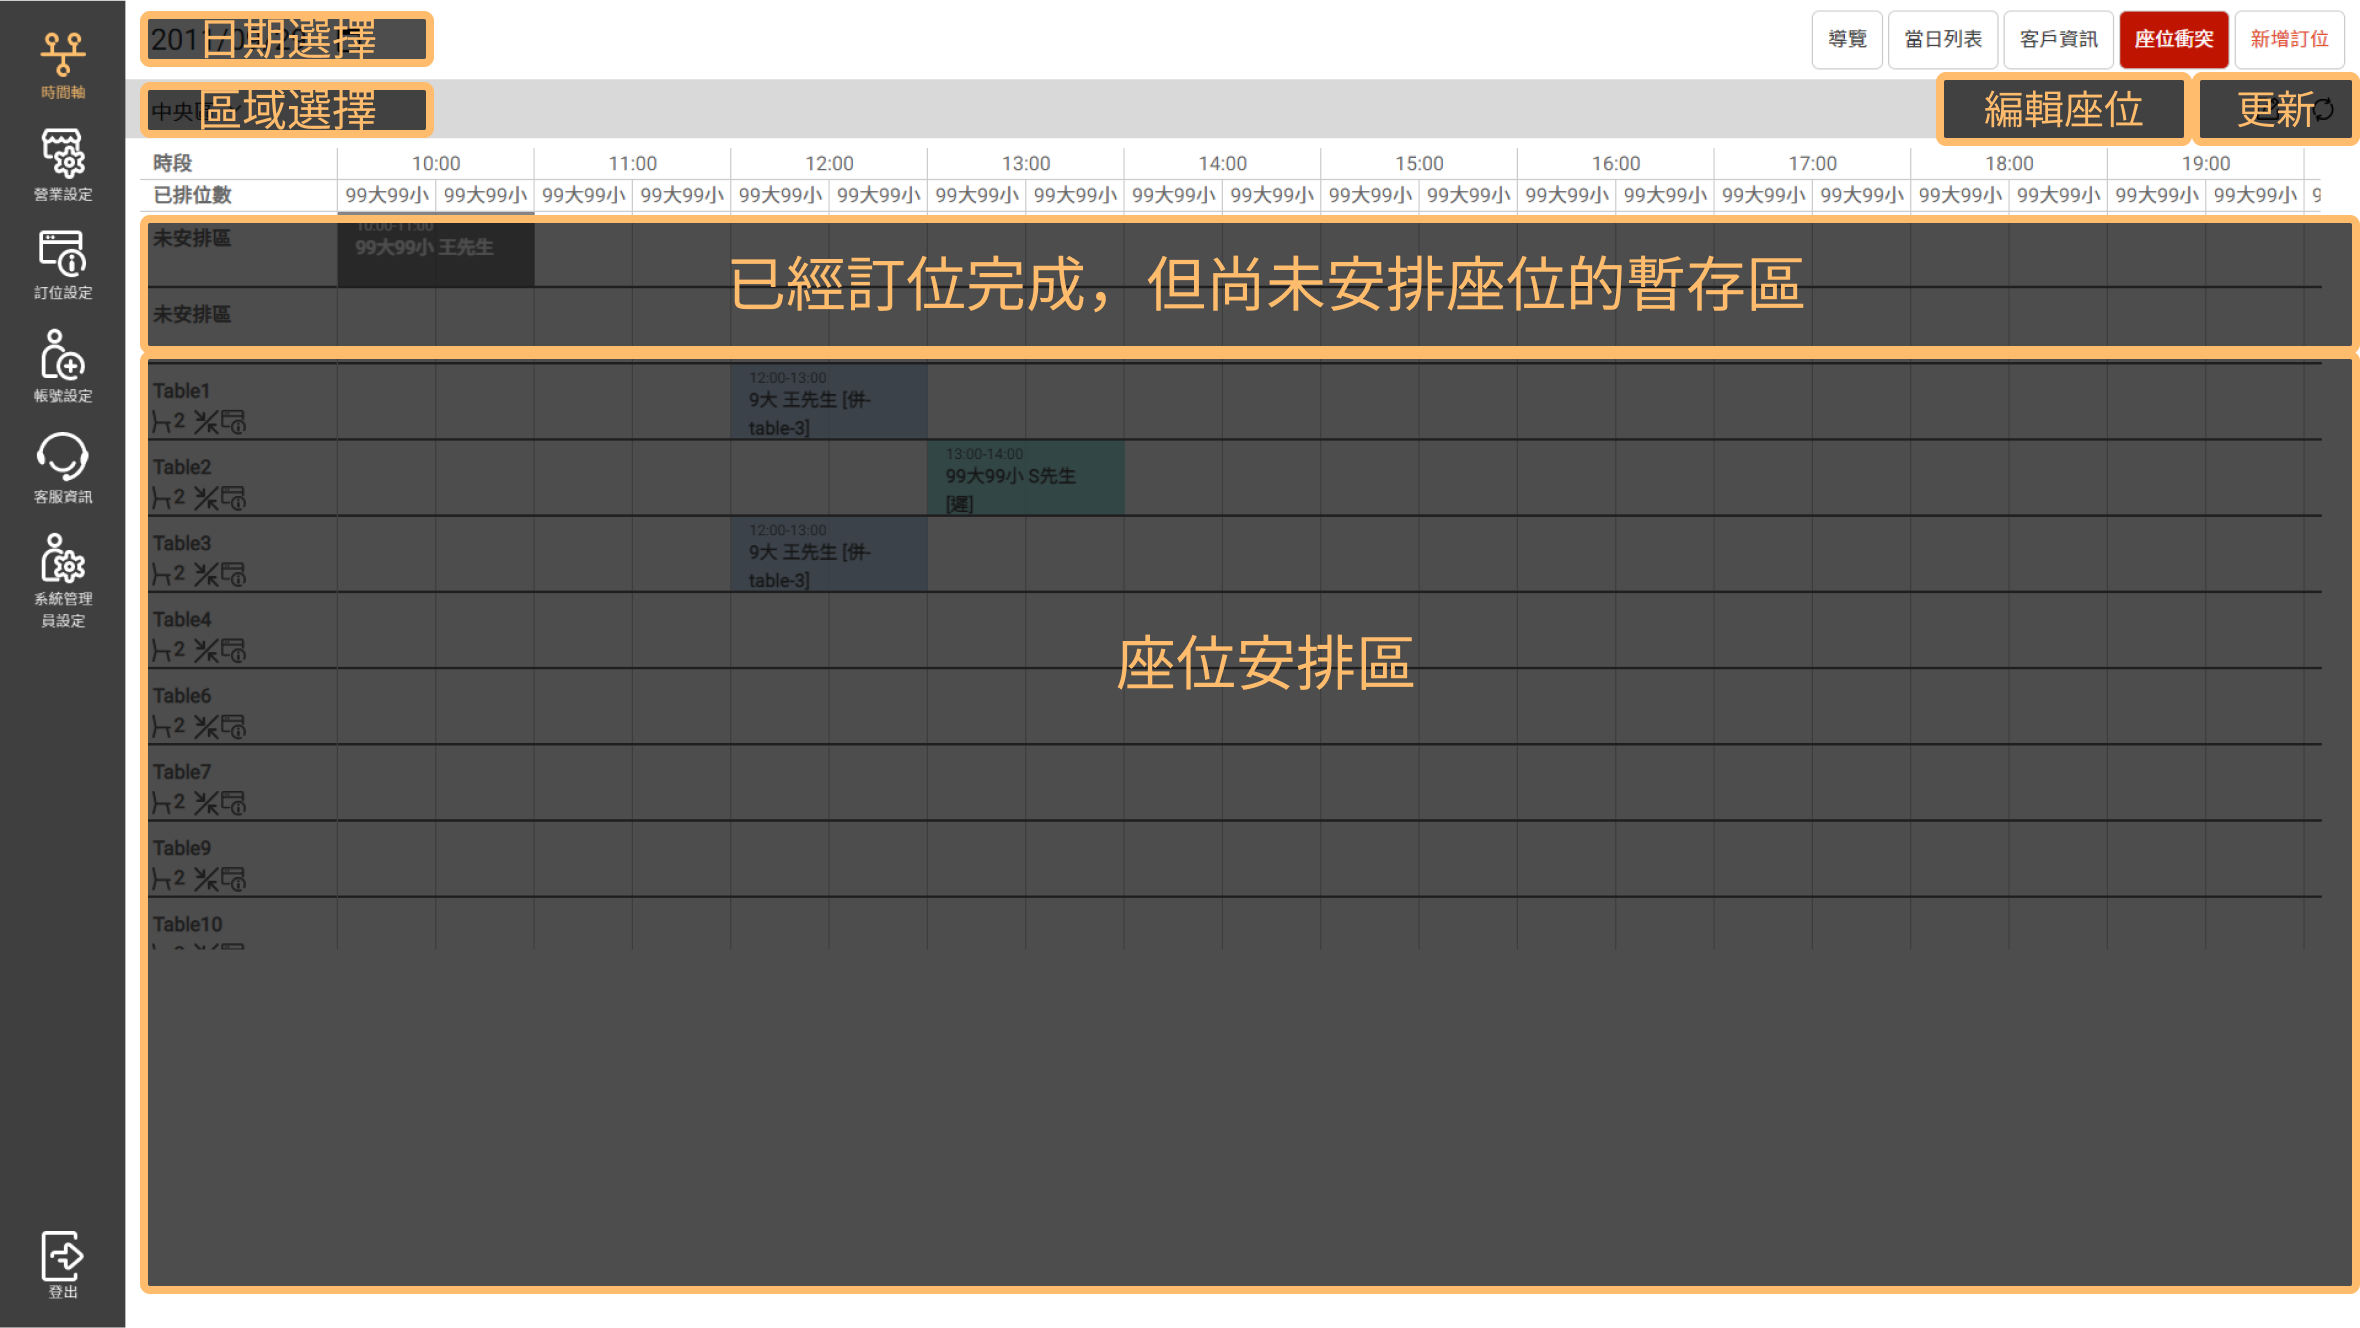 時間軸
營業設定
訂位設定
帳號設定
客服資訊
系統管理
員設定
登出
日期選擇
導覽
當日列表
客戶資訊
座位衝突
新增訂位
區域選擇
編輯座位
更新
時段 10:00 11:00 12:00 13:00 14:00 15:00 16:00 17:00 18:00 19:00
已排位數 99大99小 99大99小 99大99小 99大99小 99大99小 99大99小 99大99小 99大99小 99大99小 99大99小 99大99小 99大99小 99大99小 99大99小 99大99小 99大99小 99大99小 99大99小 99大99小 99大99小 9
未安排區
10:00-11:00
99大99小 王先生
已經訂位完成，但尚未安排座位的暫存區
未安排區
Table1
2
12:00-13:00
9大 王先生 [併-
table-3]
Table2
2
13:00-14:00
99大99小 S先生
[遲]
Table3
2
12:00-13:00
9大 王先生 [併-
table-3]
Table4
2
座位安排區
Table6
2
Table7
2
Table9
2
Table10